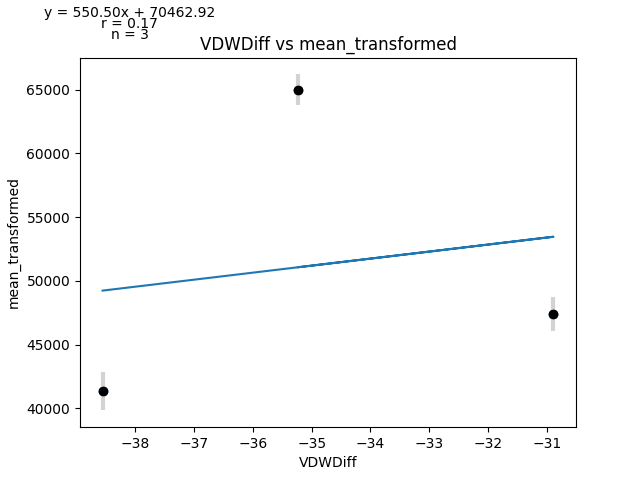 y = 550.50x + 70462.92
r = 0.17
n = 3
VDWDiff vs mean_transformed
65000
60000
55000
50000
45000
40000
mean_transformed
−38 −37 −36 −35 −34 −33 −32 −31
VDWDiff